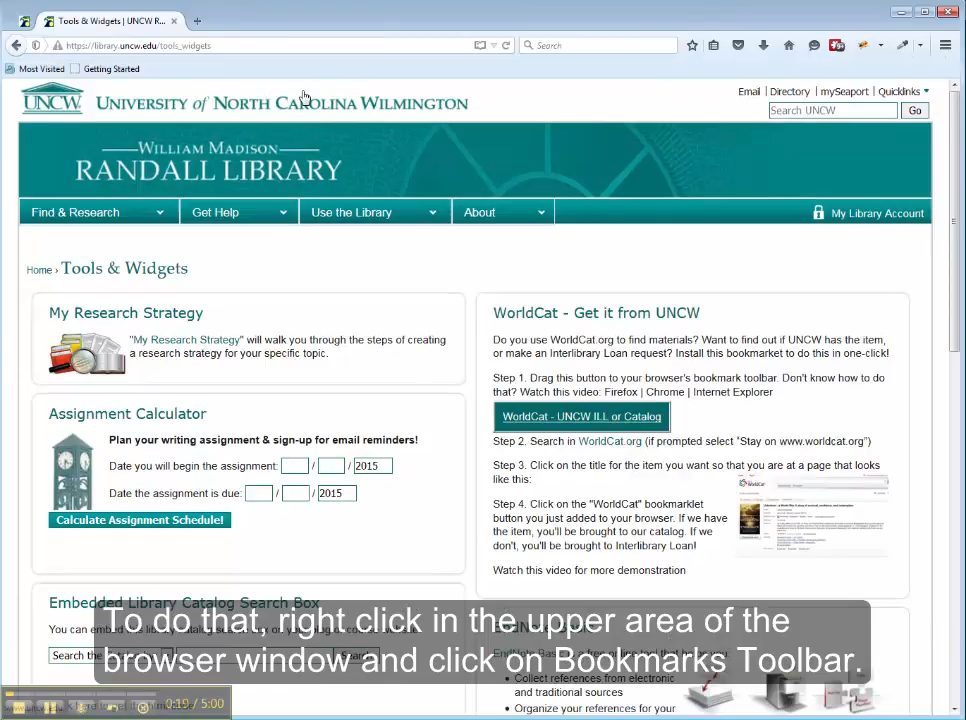 Tools & Widgets | UNCW R...
https://library.uncw.edu/tools_widgets
Search
Most Visited
Getting Started
UNCW
UNIVERSITY of NORTH CAROLINA WILMINGTON
Email | Directory | mySeaport | Quicklinks
Search UNCW
Go
WILLIAM MADISON
RANDALL LIBRARY
Find & Research
Get Help
Use the Library
About
My Library Account
Home › Tools & Widgets
My Research Strategy
"My Research Strategy" will walk you through the steps of creating
a research strategy for your specific topic.
Assignment Calculator
Plan your writing assignment & sign-up for email reminders!
Date you will begin the assignment: / / 2015
Date the assignment is due: / / 2015
Calculate Assignment Schedule!
Embedded Library Catalog Search Box
You can embed
Search the
WorldCat - Get it from UNCW
Do you use WorldCat.org to find materials? Want to find out if UNCW has the item,
or make an Interlibrary Loan request? Install this bookmarket to do this in one-click!
Step 1. Drag this button to your browser's bookmark toolbar. Don't know how to do
that? Watch this video: Firefox | Chrome | Internet Explorer
WorldCat - UNCW ILL or Catalog
Step 2. Search in WorldCat.org (if prompted select "Stay on www.worldcat.org")
Step 3. Click on the title for the item you want so that you are at a page that looks
like this:
Step 4. Click on the "WorldCat" bookmarklet
button you just added to your browser. If we have
the item, you'll be brought to our catalog. If we
don't, you'll be brought to Interlibrary Loan!
Watch this video for more demonstration
EndNote Basic is a free online tool that
Collect references from electronic
and traditional sources
Organize your references for your
To do that, right click in the upper area of the
browser window and click on Bookmarks Toolbar.
0:19 / 5:00